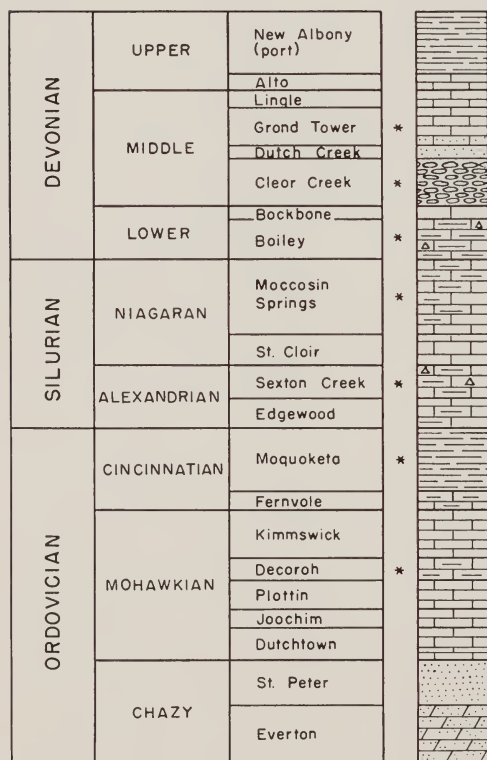 DEVONIAN
UPPER
New Albony
(port)
Alto
MIDDLE
Lingle
Grond Tower *
Dutch Creek
Cleor Creek *
LOWER
Bockbone
Boiley *
SILURIAN
NIAGARAN
Moccosin *
Springs
St. Cloir
ALEXANDRIAN
Sexton Creek *
Edgewood
ORDOVICIAN
CINCINNATIAN
Moquoketa *
Fernvole
MOHAWKIAN
Kimmswick
Decoroh *
Plottin
Joochim
Dutchtown
CHAZY
St. Peter
Everton